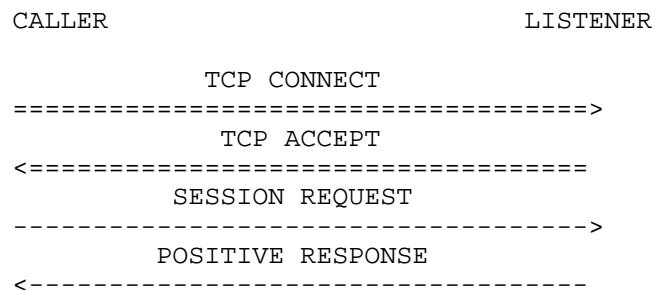 CALLER LISTENER
TCP CONNECT
====================================>
TCP ACCEPT
<===================================
SESSION REQUEST
------------------------------------>
POSITIVE RESPONSE
<-----------------------------------